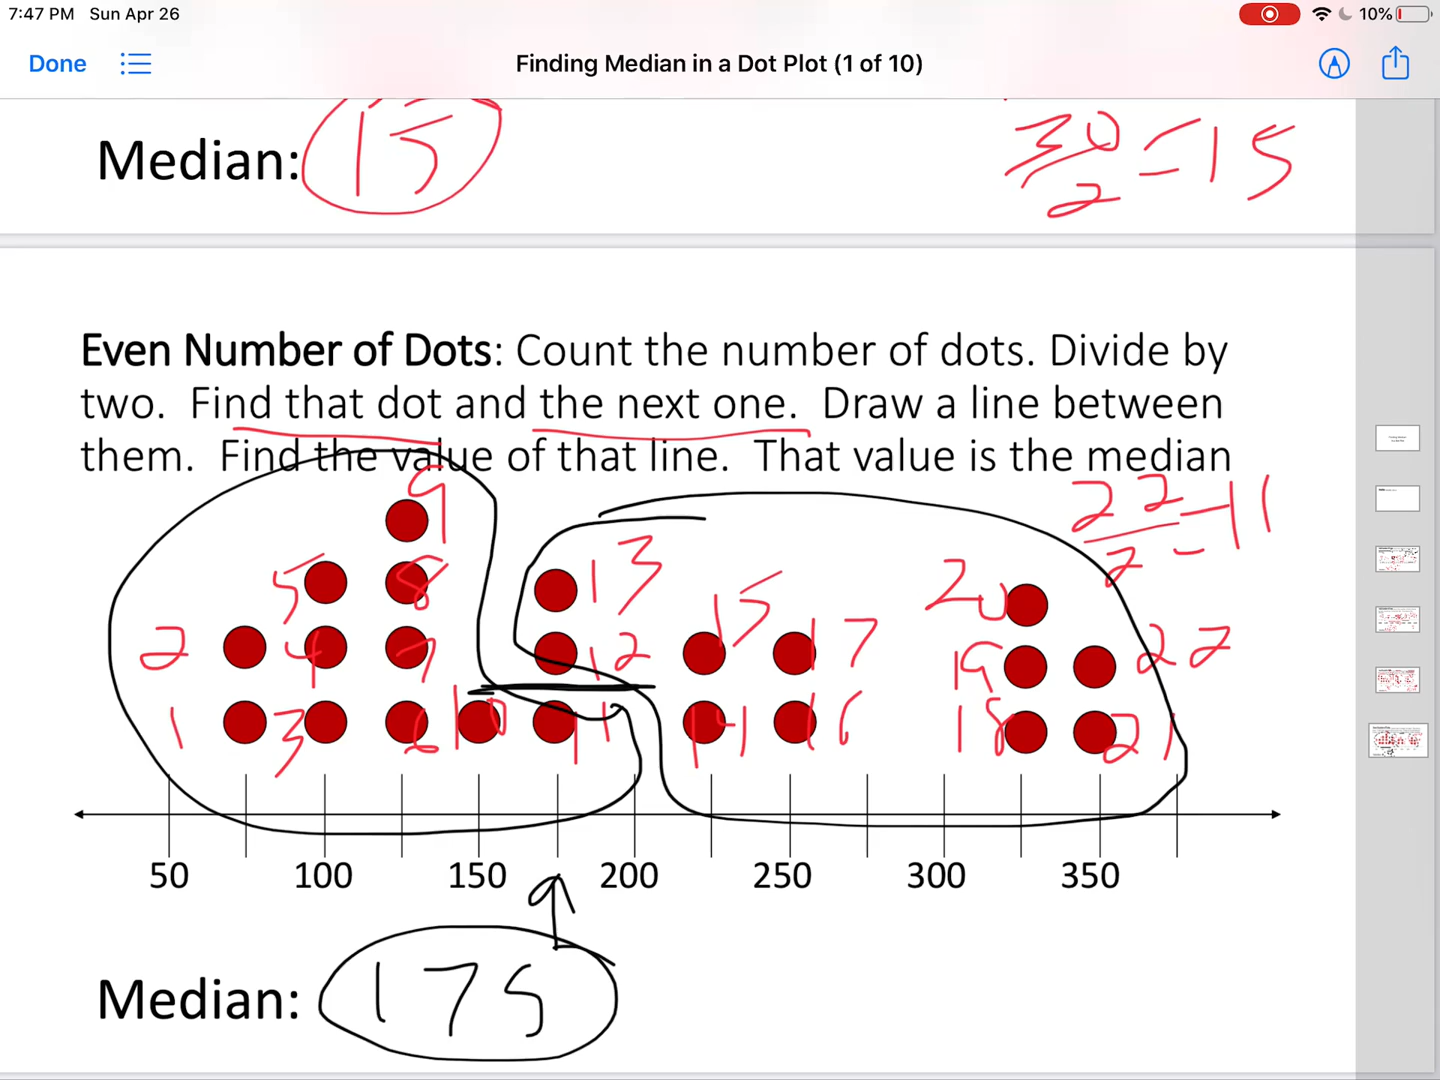 7:47 PM Sun Apr 26 10%
Done Finding Median in a Dot Plot (1 of 10)
Median: 15
30/2 = 15
Even Number of Dots: Count the number of dots. Divide by
two. Find that dot and the next one. Draw a line between
them. Find the value of that line. That value is the median
22/2 = 11
9
5 8 13 20
2 4 7 12 15 17 19 22
1 3 6 10 11 14 16 18 21
50 100 150 200 250 300 350
Median: 175